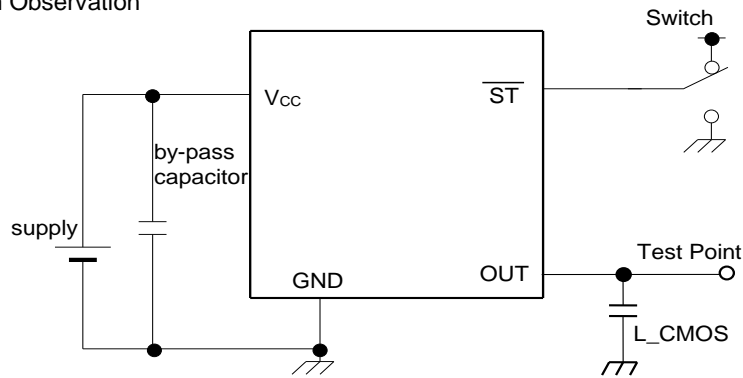 Observation
Switch
VCC
ST
by-pass
capacitor
supply
Test Point
GND
OUT
L_CMOS